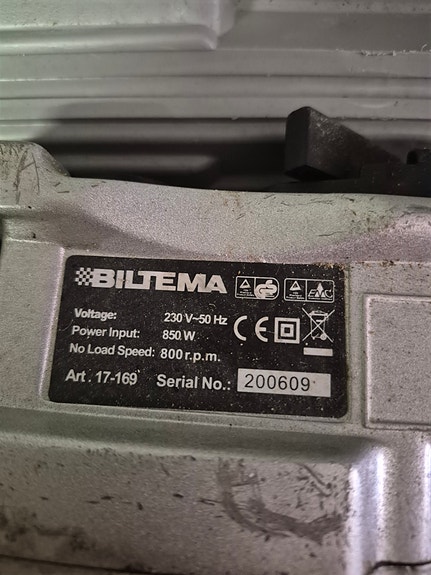 BILTEMA
Voltage: 230 V~50 Hz
Power Input: 850 W
No Load Speed: 800 r.p.m.
Art. 17-169 Serial No.: 200609